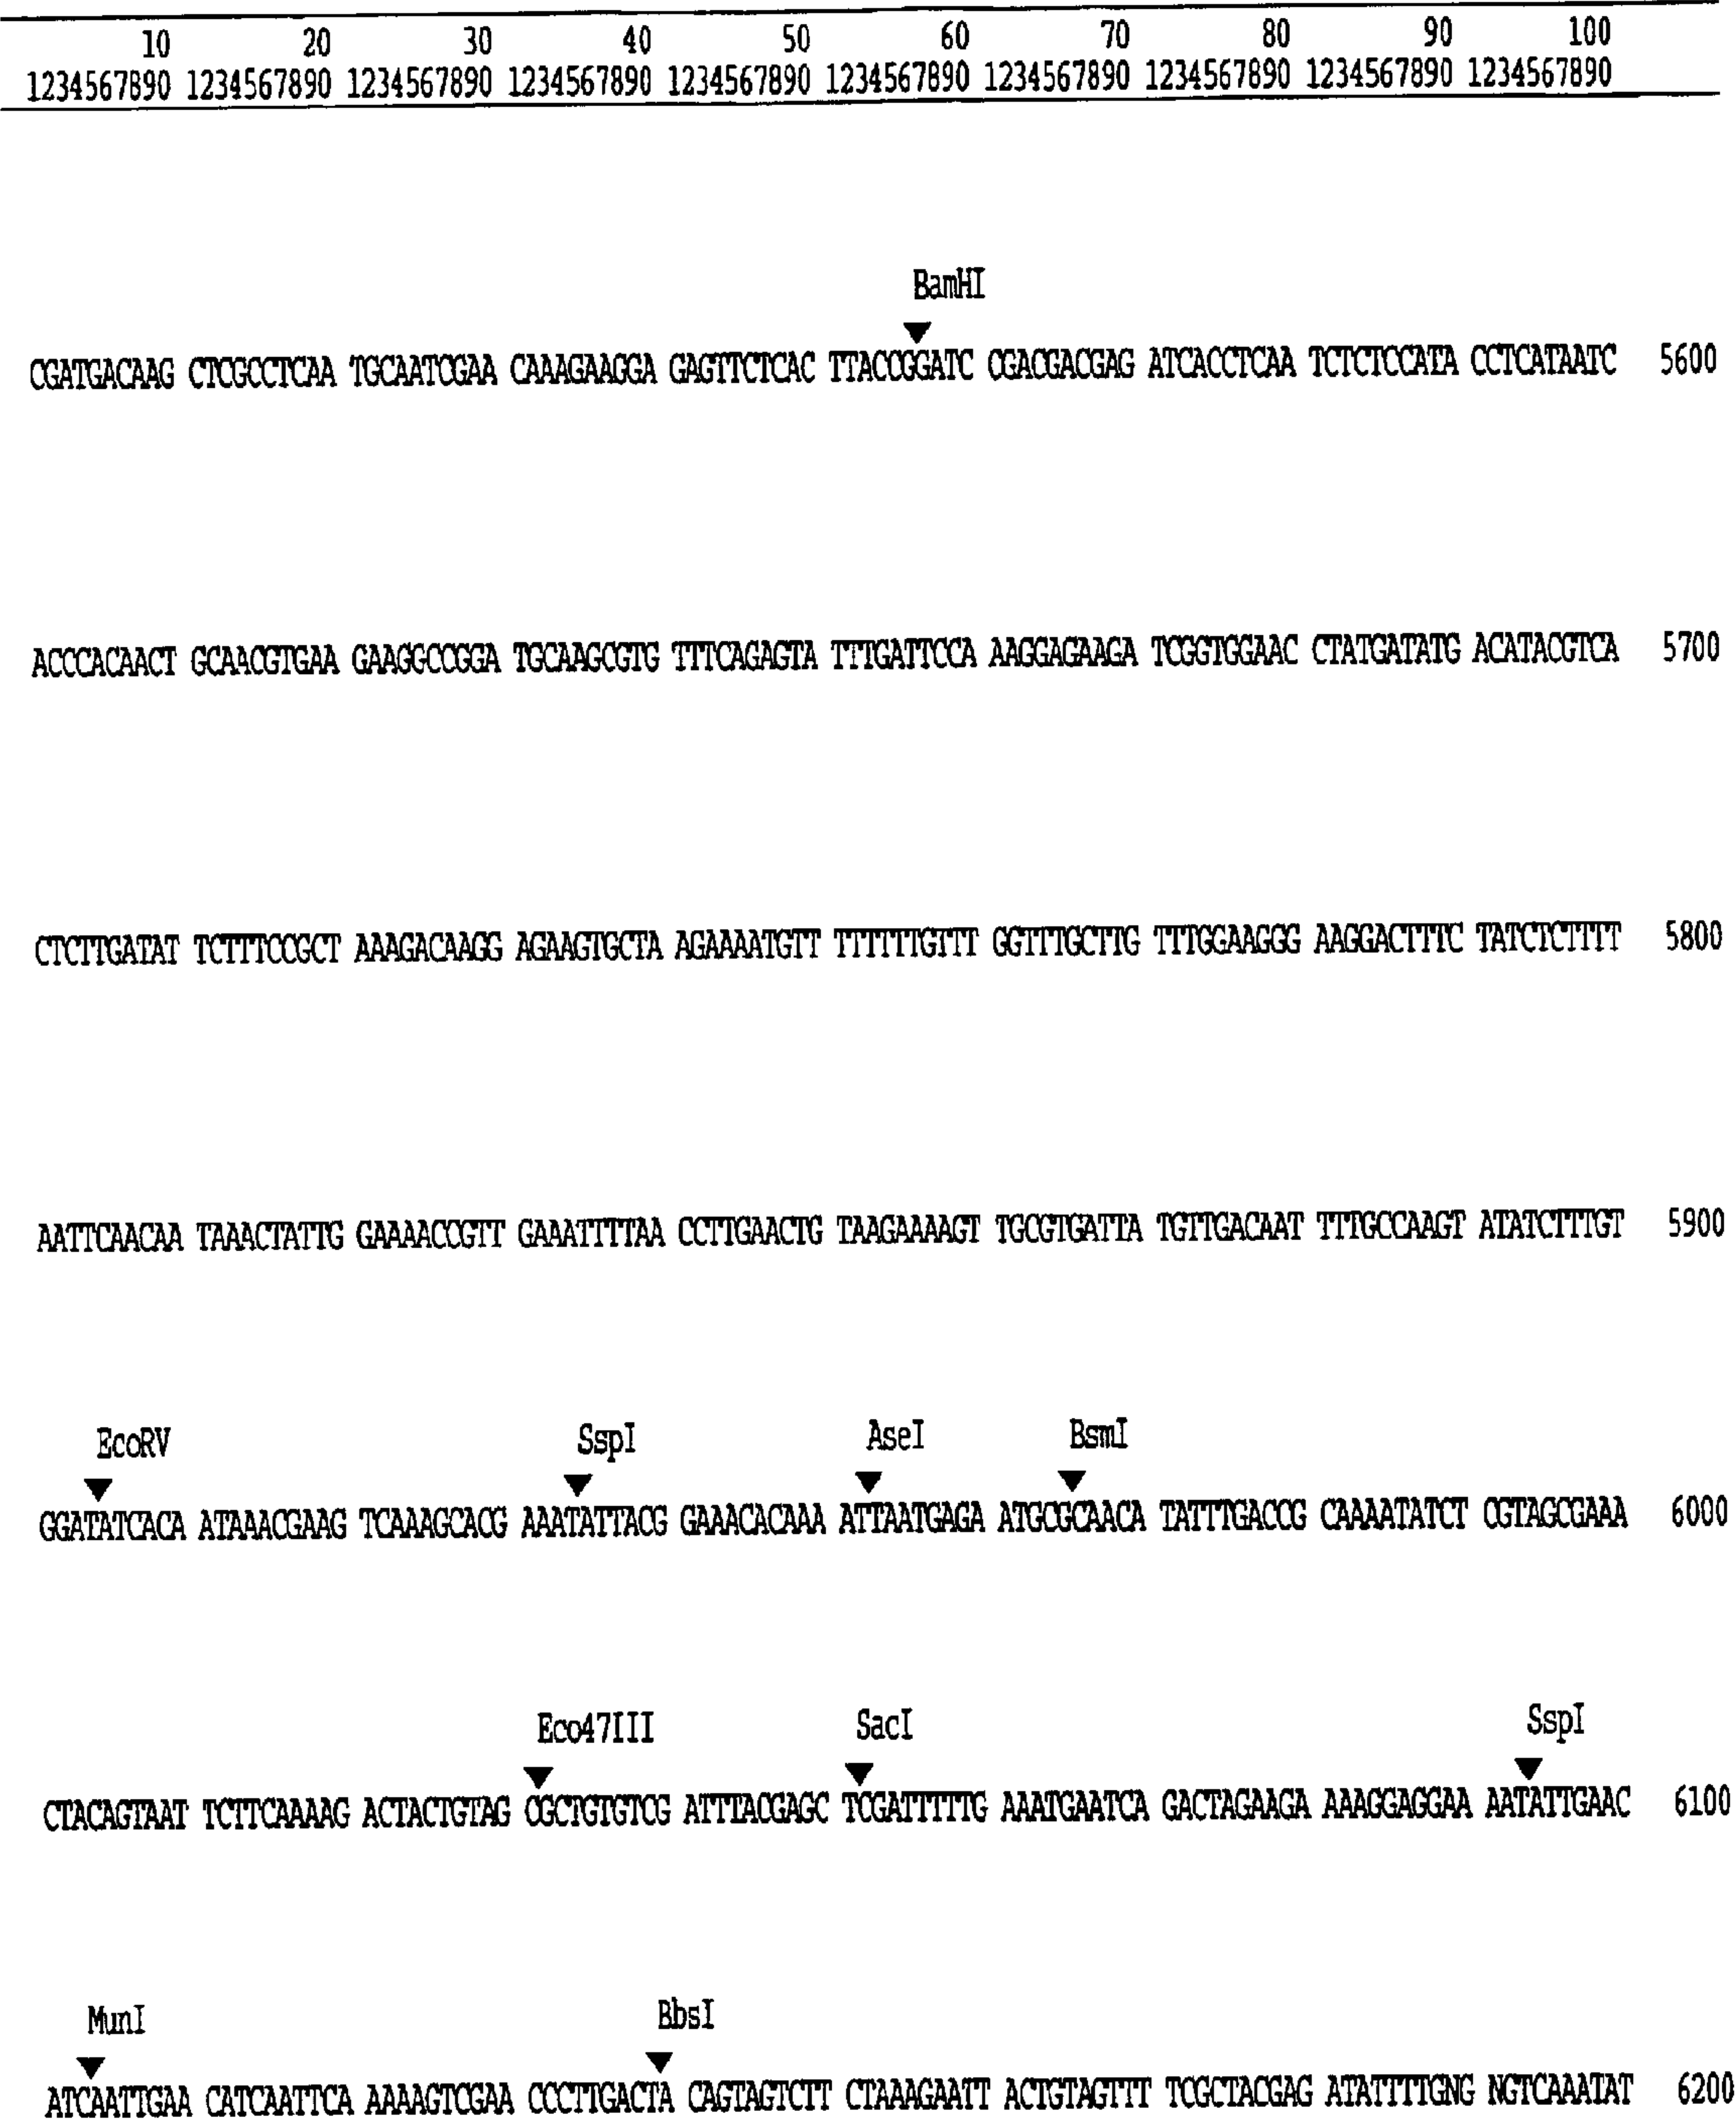 10 20 30 40 50 60 70 80 90 100
1234567890 1234567890 1234567890 1234567890 1234567890 1234567890 1234567890 1234567890 1234567890 1234567890
BamHI
CGATGACAAG CTCGCCTCAA TGCAATCGAA CAAAGAAGGA GAGTTCTCAC TTACCGGATC CGACGACGAG ATCACCTCAA TCTCTCCATA CCTCATAATC 5600
ACCCACAACT GCAACGTGAA GAAGGCCGGA TGCAAGCGTG TTTCAGAGTA TTTGATTCCA AAGGAGAAGA TCGGTGGAAC CTATGATATG ACATACGTCA 5700
CTCTTGATAT TCTTTCCGCT AAAGACAAGG AGAAGTGCTA AGAAAATGTT TTTTTTGTTT GGTTTGCTTG TTTGGAAGGG AAGGACTTTC TATCTCTTTT 5800
AATTCAACAA TAAACTATTG GAAAACCGTT GAAATTTTAA CCTTGAACTG TAAGAAAAGT TGCGTGATTA TGTTGACAAT TTTGCCAAGT ATATCTTTGT 5900
EcoRV SspI AseI BsmI
GGATATCACA ATAAACGAAG TCAAAGCACG AAATATTACG GAAACACAAA ATTAATGAGA ATGCGCAACA TATTTGACCG CAAAATATCT CGTAGCGAAA 6000
Eco47III SacI SspI
CTACAGTAAT TCTTCAAAAG ACTACTGTAG CGCTGTGTCG ATTTACGAGC TCGATTTTTG AAATGAATCA GACTAGAAGA AAAGGAGGAA AATATTGAAC 6100
MunI BbsI
ATCAATTGAA CATCAATTCA AAAAGTCGAA CCCTTGACTA CAGTAGTCTT CTAAAGAATT ACTGTAGTTT TCGCTACGAG ATATTTTGNG NGTCAAATAT 6200